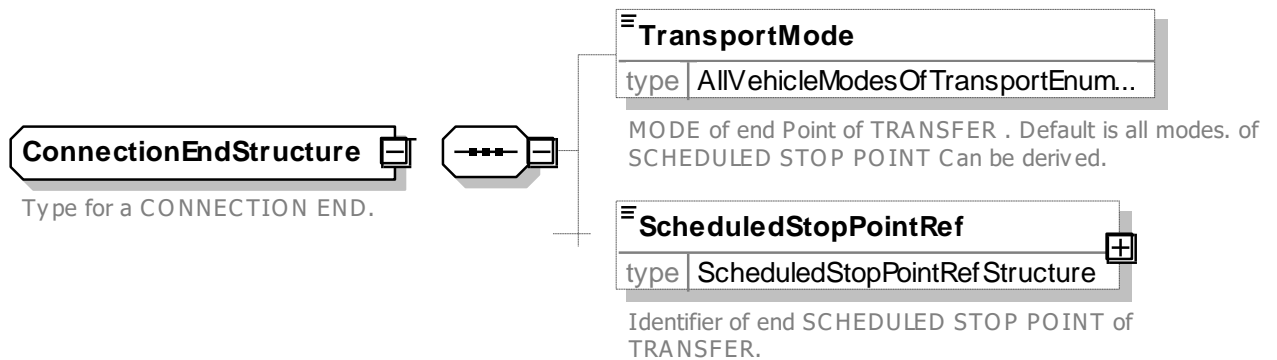 TransportMode
type AllVehicleModesOfTransportEnum...
MODE of end Point of TRANSFER . Default is all modes. of
SCHEDULED STOP POINT Can be derived.
ConnectionEndStructure
Type for a CONNECTION END.
ScheduledStopPointRef
type ScheduledStopPointRefStructure
Identifier of end SCHEDULED STOP POINT of
TRANSFER.